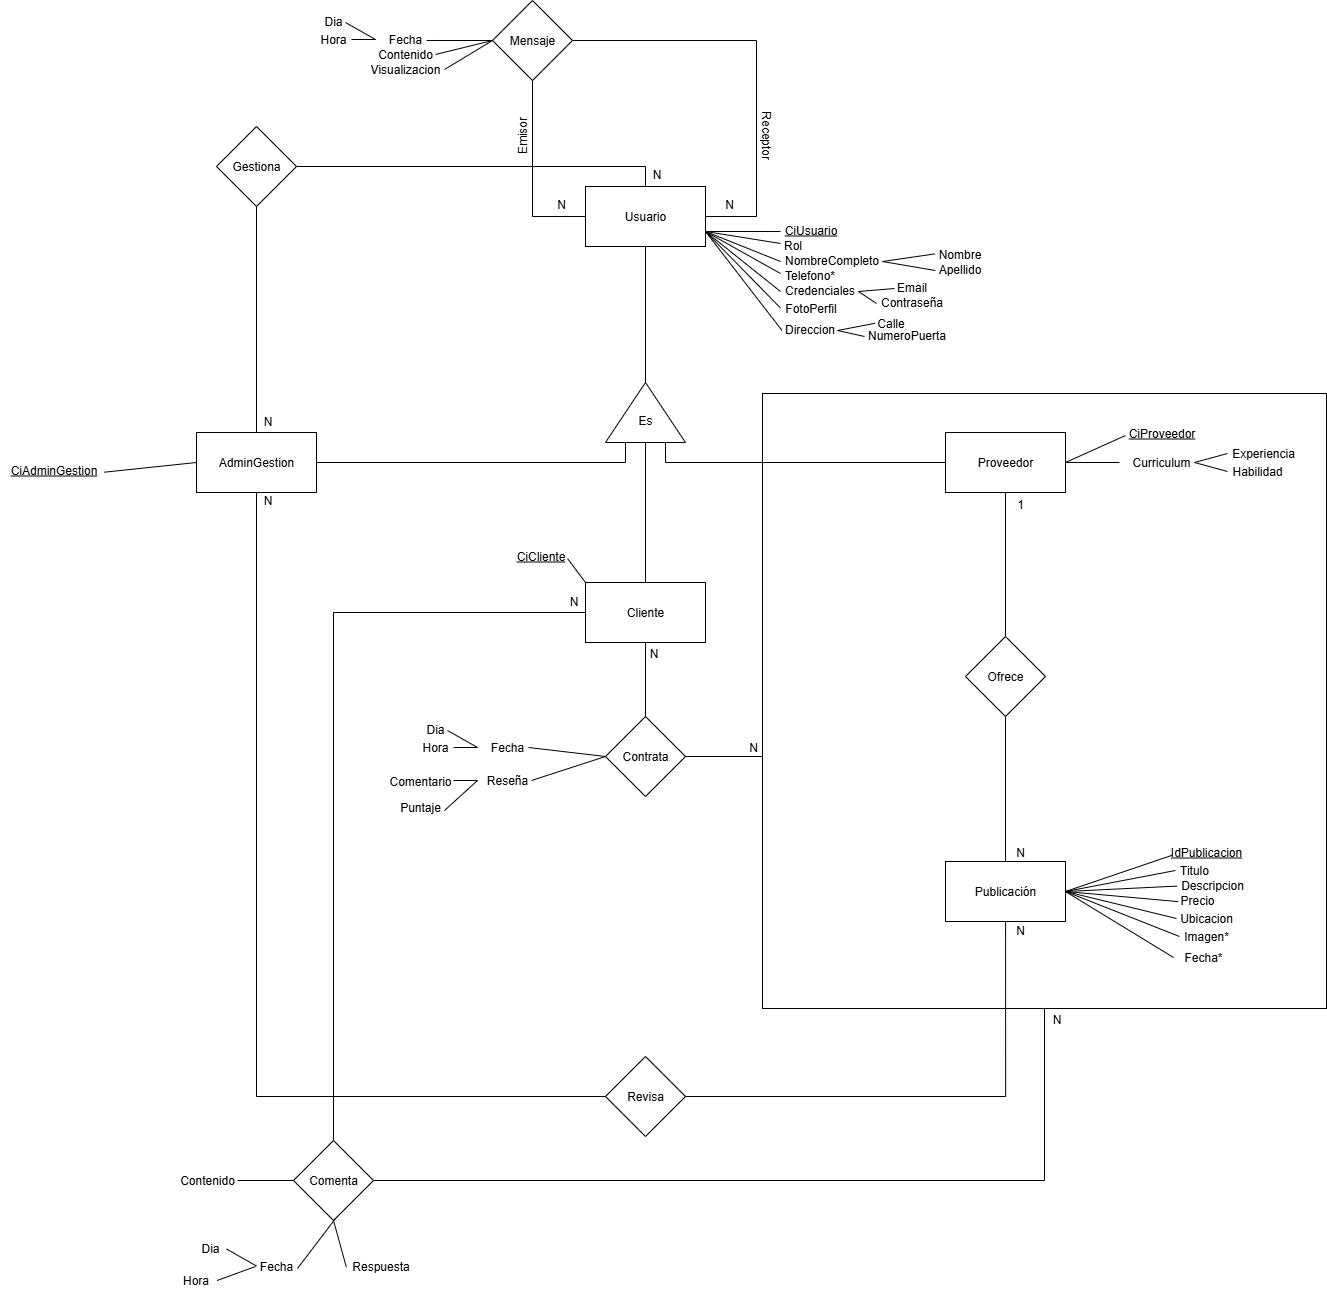 Dia
Hora
Fecha
Contenido
Visualizacion
Mensaje
Emisor
Receptor
Gestiona
N
N
N
Usuario
CiUsuario
Rol
NombreCompleto
Nombre
Apellido
Telefono*
Credenciales
Email
Contraseña
FotoPerfil
Direccion
Calle
NumeroPuerta
Es
N
AdminGestion
CiAdminGestion
N
Proveedor
CiProveedor
Curriculum
Experiencia
Habilidad
1
CiCliente
N
Cliente
N
Ofrece
Dia
Hora
Fecha
Comentario
Reseña
Puntaje
Contrata
N
N
Publicación
IdPublicacion
Titulo
Descripcion
Precio
Ubicacion
Imagen*
Fecha*
N
N
Revisa
Contenido
Comenta
Dia
Hora
Fecha
Respuesta